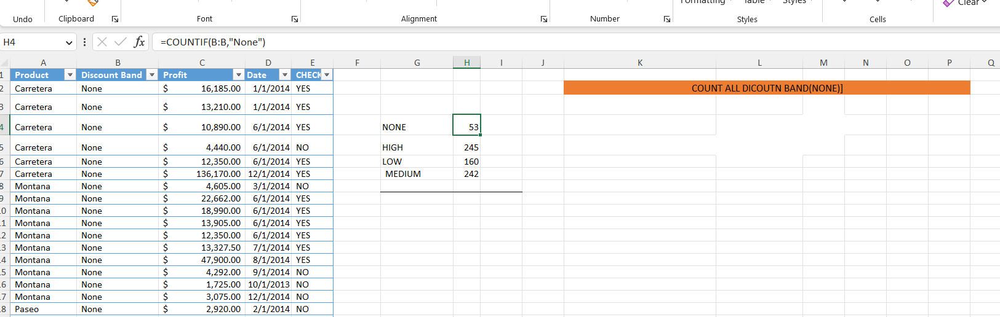 Formatting Table Styles Clear
Undo Clipboard Font Alignment Number Styles Cells
H4 fx =COUNTIF(B:B,"None")
A B C D E F G H I J K L M N O P Q
1 Product Discount Band Profit Date CHECK
2 Carretera None $ 16,185.00 1/1/2014 YES COUNT ALL DICOUTN BAND(NONE)]
3 Carretera None $ 13,210.00 1/1/2014 YES
4 Carretera None $ 10,890.00 6/1/2014 YES NONE 53
5 Carretera None $ 4,440.00 6/1/2014 NO HIGH 245
6 Carretera None $ 12,350.00 6/1/2014 YES LOW 160
7 Carretera None $ 136,170.00 12/1/2014 YES MEDIUM 242
8 Montana None $ 4,605.00 3/1/2014 NO
9 Montana None $ 22,662.00 6/1/2014 YES
10 Montana None $ 18,990.00 6/1/2014 YES
11 Montana None $ 13,905.00 6/1/2014 YES
12 Montana None $ 12,350.00 6/1/2014 YES
13 Montana None $ 13,327.50 7/1/2014 YES
14 Montana None $ 47,900.00 8/1/2014 YES
15 Montana None $ 4,292.00 9/1/2014 NO
16 Montana None $ 1,725.00 10/1/2013 NO
17 Montana None $ 3,075.00 12/1/2014 NO
18 Paseo None $ 2,920.00 2/1/2014 NO